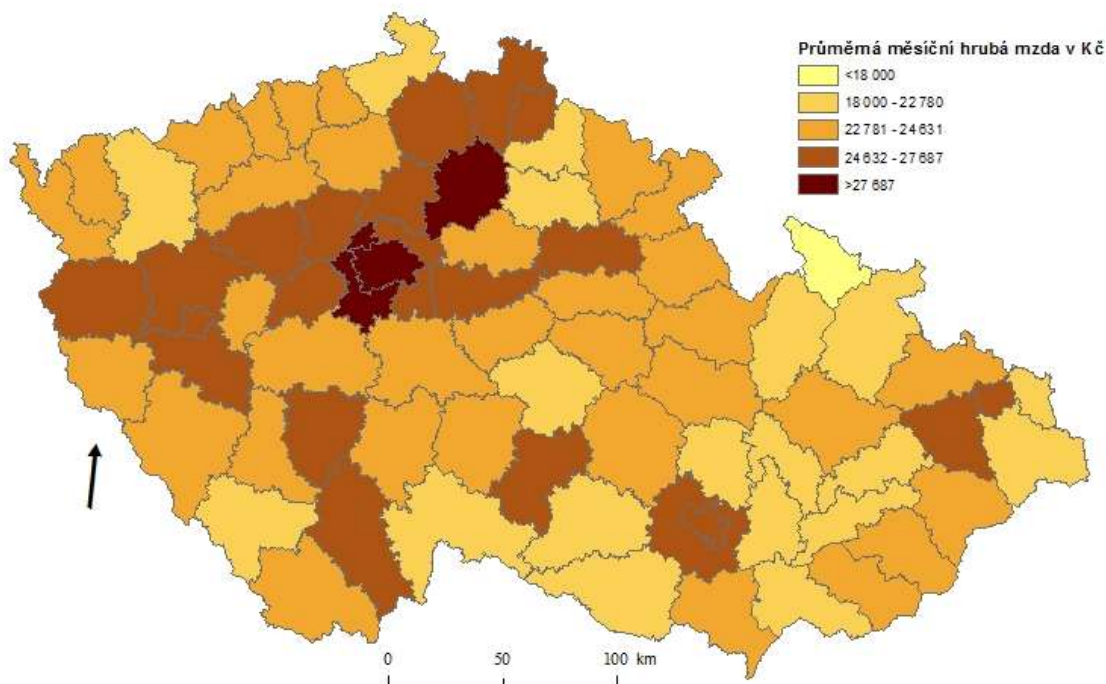 Průměrná měsíční hrubá mzda v Kč
<18 000
18 000 - 22 780
22 781 - 24 631
24 632 - 27 687
>27 687
0 50 100 km